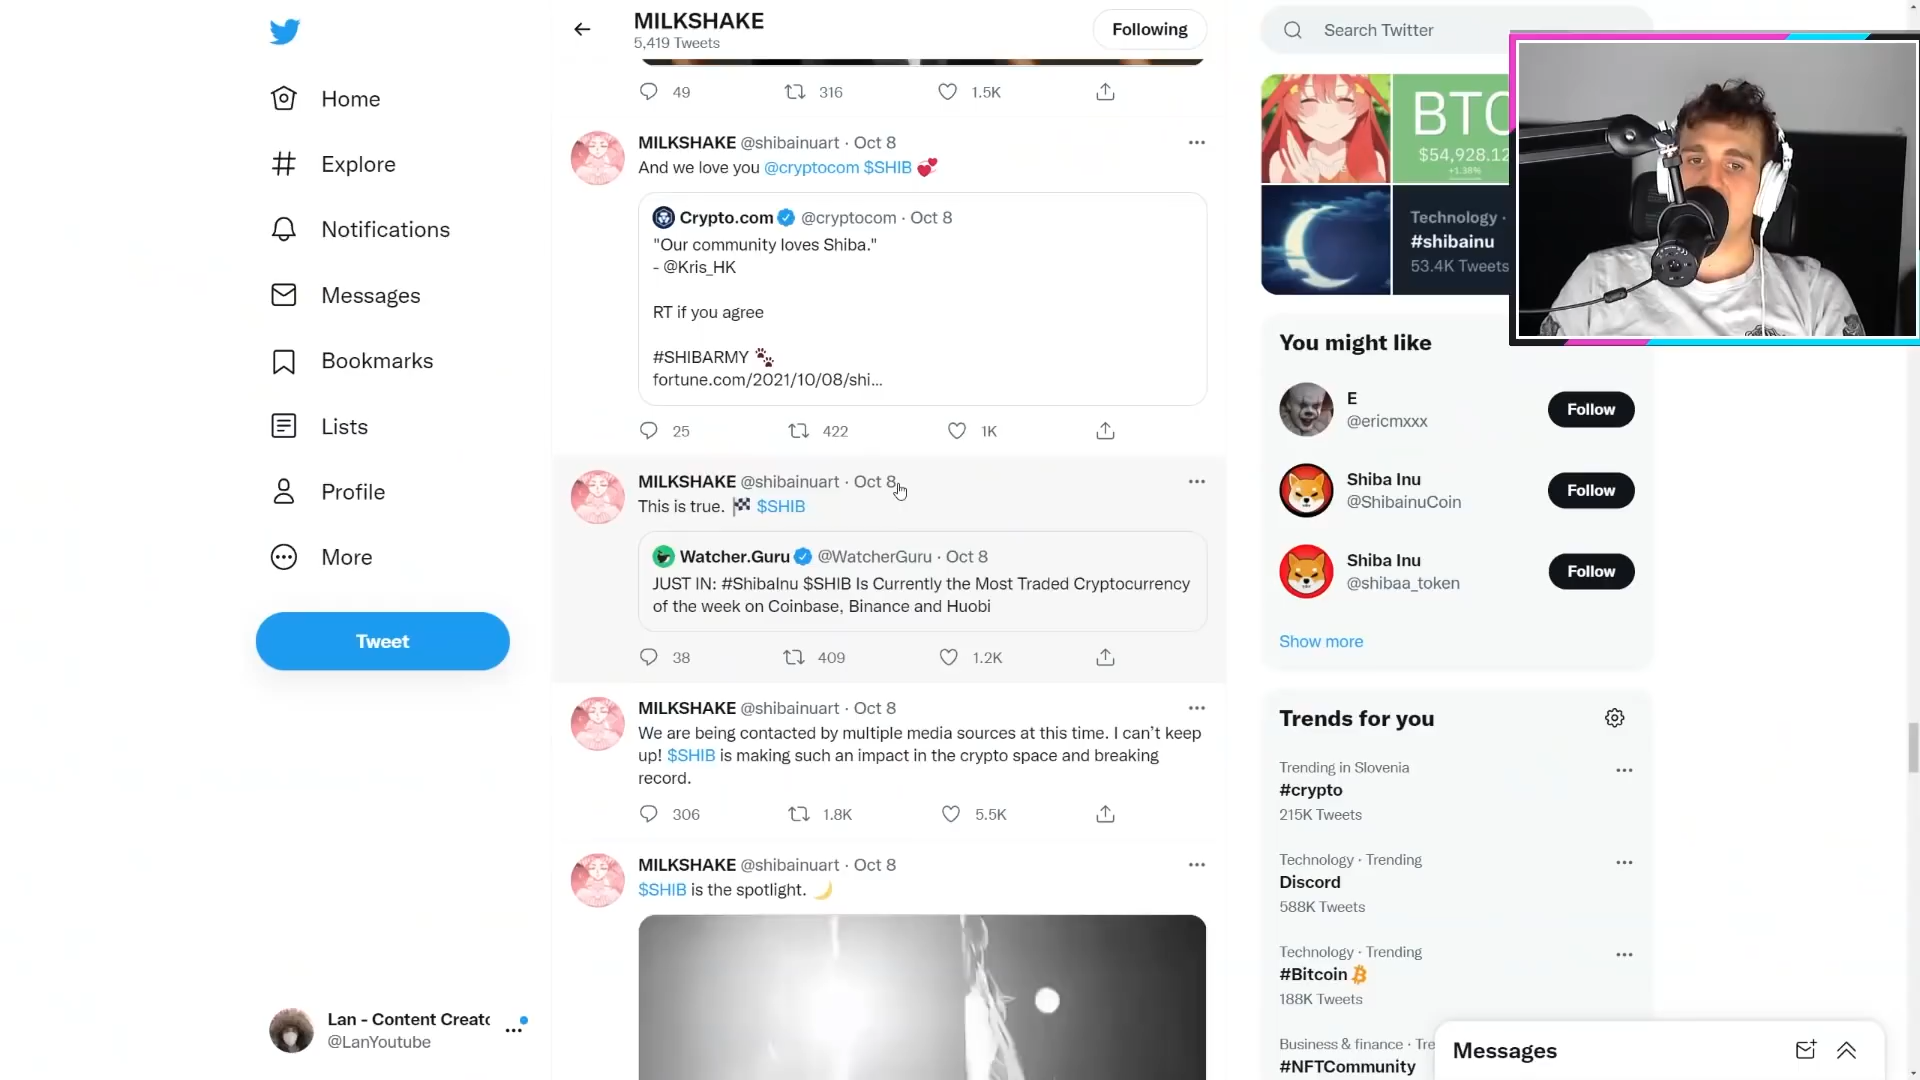 Home
Explore
Notifications
Messages
Bookmarks
Lists
Profile
More
Tweet
Lan - Content Creato
@LanYoutube
MILKSHAKE
5,419 Tweets
Following
49 316 1.5K
MILKSHAKE @shibainuart · Oct 8
And we love you @cryptocom $SHIB 💞
Crypto.com @cryptocom · Oct 8
"Our community loves Shiba."
- @Kris_HK
RT if you agree
#SHIBARMY 🐾
fortune.com/2021/10/08/shi...
25 422 1K
MILKSHAKE @shibainuart · Oct 8
This is true. 🏁 $SHIB
Watcher.Guru @WatcherGuru · Oct 8
JUST IN: #ShibaInu $SHIB Is Currently the Most Traded Cryptocurrency
of the week on Coinbase, Binance and Huobi
38 409 1.2K
MILKSHAKE @shibainuart · Oct 8
We are being contacted by multiple media sources at this time. I can't keep
up! $SHIB is making such an impact in the crypto space and breaking
record.
306 1.8K 5.5K
MILKSHAKE @shibainuart · Oct 8
$SHIB is the spotlight. 🌙
Search Twitter
BTC
$54,928.12
+1.38%
Technology ·
#shibainu
53.4K Tweets
You might like
E
@ericmxxx
Follow
Shiba Inu
@ShibainuCoin
Follow
Shiba Inu
@shibaa_token
Follow
Show more
Trends for you
Trending in Slovenia
#crypto
215K Tweets
Technology · Trending
Discord
588K Tweets
Technology · Trending
#Bitcoin
188K Tweets
Business & finance · Tre
#NFTCommunity
Messages